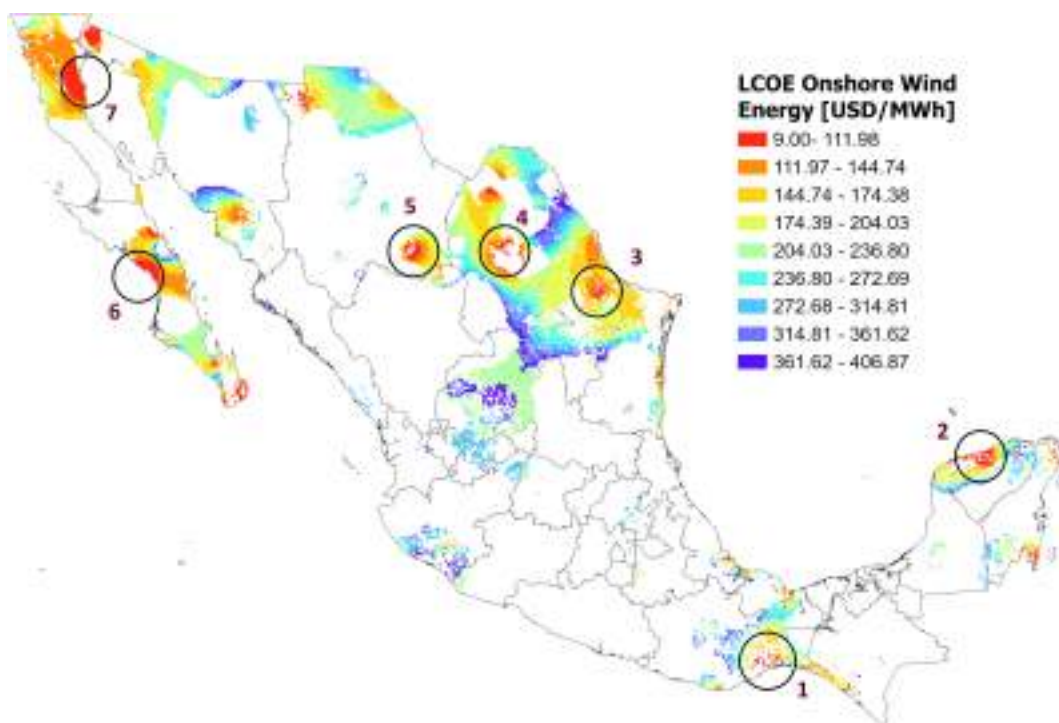 LCOE Onshore Wind
Energy [USD/MWh]
9.00- 111.98
111.97 - 144.74
144.74 - 174.38
174.39 - 204.03
204.03 - 236.80
236.80 - 272.69
272.68 - 314.81
314.81 - 361.62
361.62 - 406.87
7
5
4
3
6
2
1